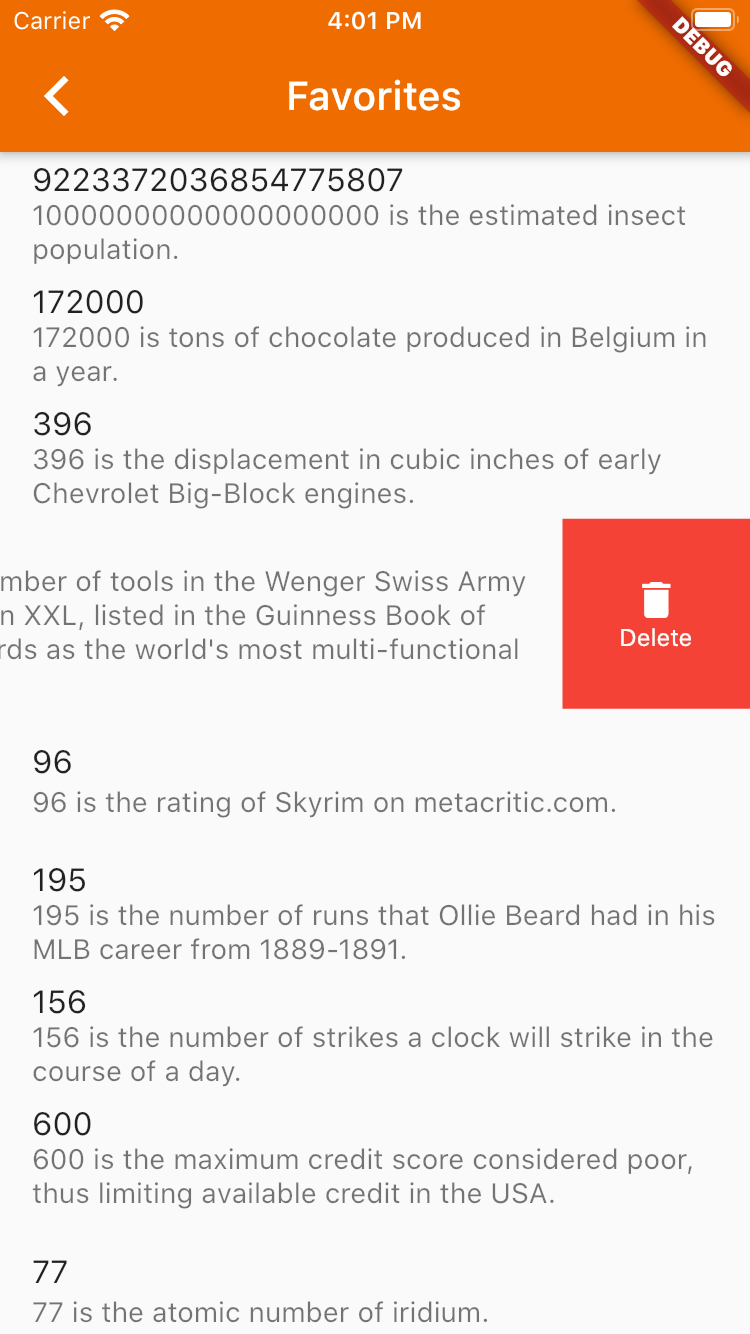 Carrier 4:01 PM
DEBUG
Favorites
9223372036854775807
10000000000000000000 is the estimated insect
population.
172000
172000 is tons of chocolate produced in Belgium in
a year.
396
396 is the displacement in cubic inches of early
Chevrolet Big-Block engines.
mber of tools in the Wenger Swiss Army
n XXL, listed in the Guinness Book of
rds as the world's most multi-functional
Delete
96
96 is the rating of Skyrim on metacritic.com.
195
195 is the number of runs that Ollie Beard had in his
MLB career from 1889-1891.
156
156 is the number of strikes a clock will strike in the
course of a day.
600
600 is the maximum credit score considered poor,
thus limiting available credit in the USA.
77
77 is the atomic number of iridium.